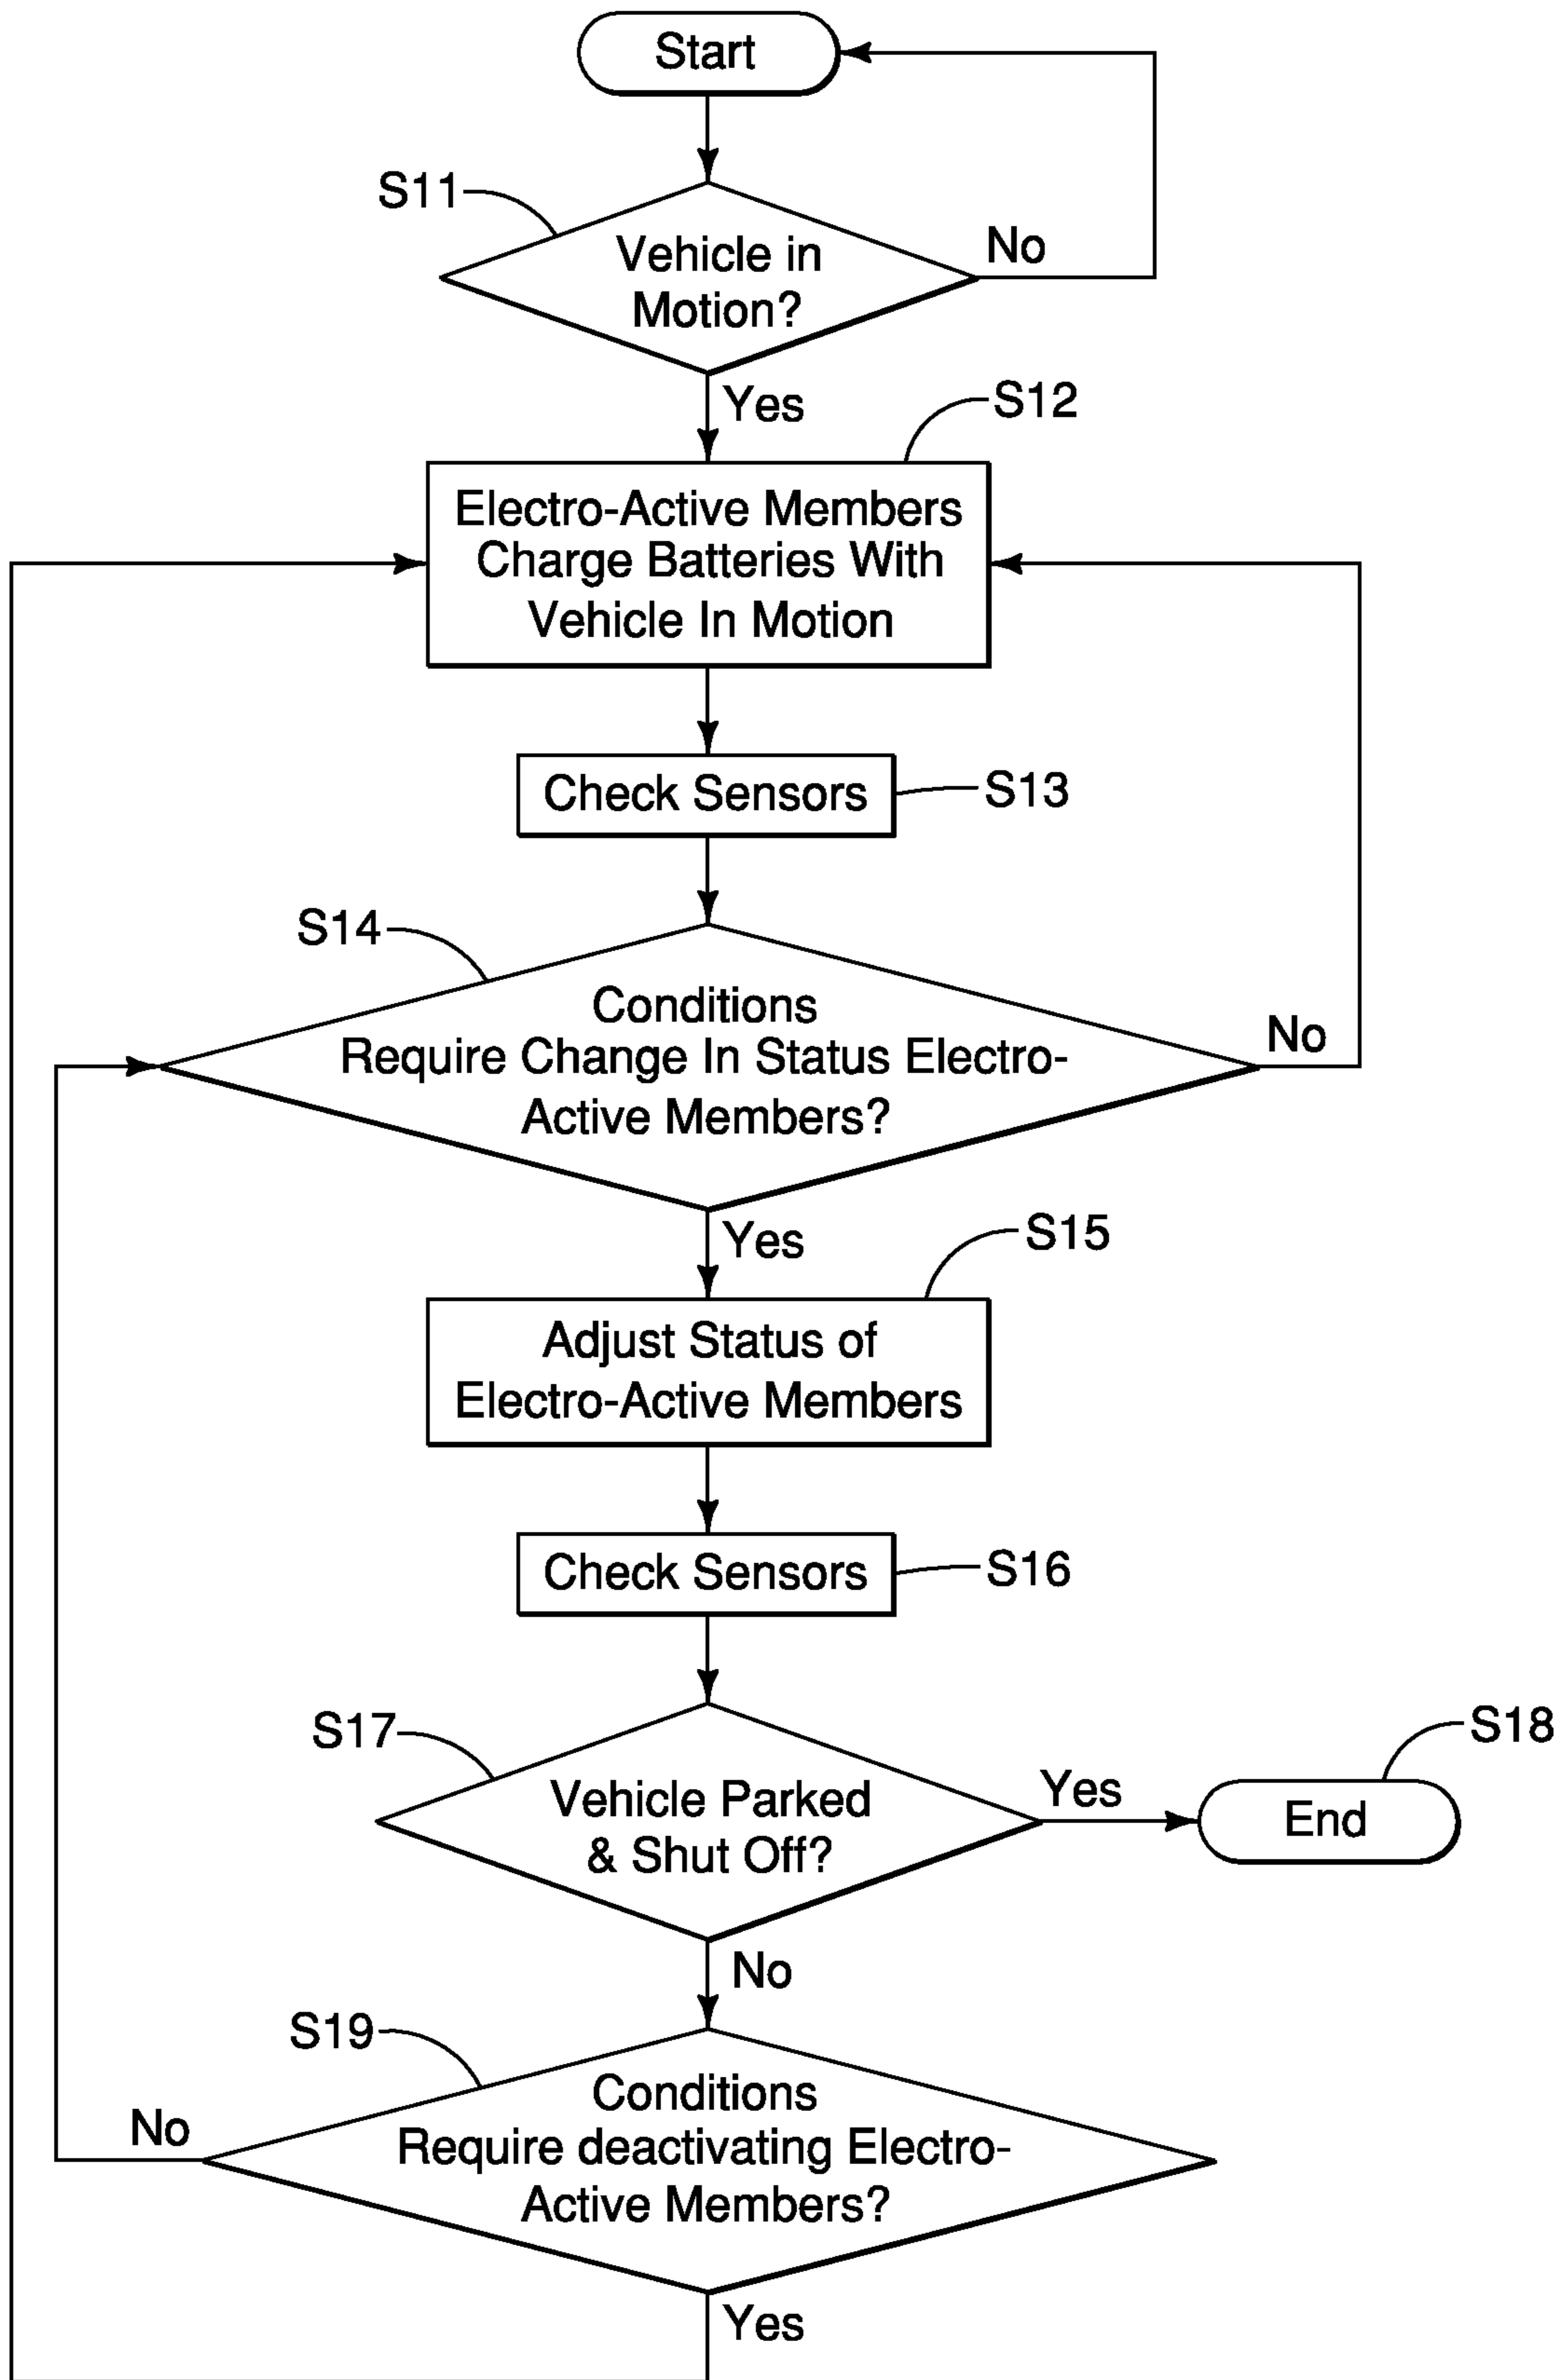 Start
S11
Vehicle in
Motion?
No
Yes
S12
Electro-Active Members
Charge Batteries With
Vehicle In Motion
Check Sensors
S13
S14
Conditions
Require Change In Status Electro-
Active Members?
No
Yes
S15
Adjust Status of
Electro-Active Members
Check Sensors
S16
S17
Vehicle Parked
& Shut Off?
Yes
S18
End
No
S19
Conditions
Require deactivating Electro-
Active Members?
No
Yes